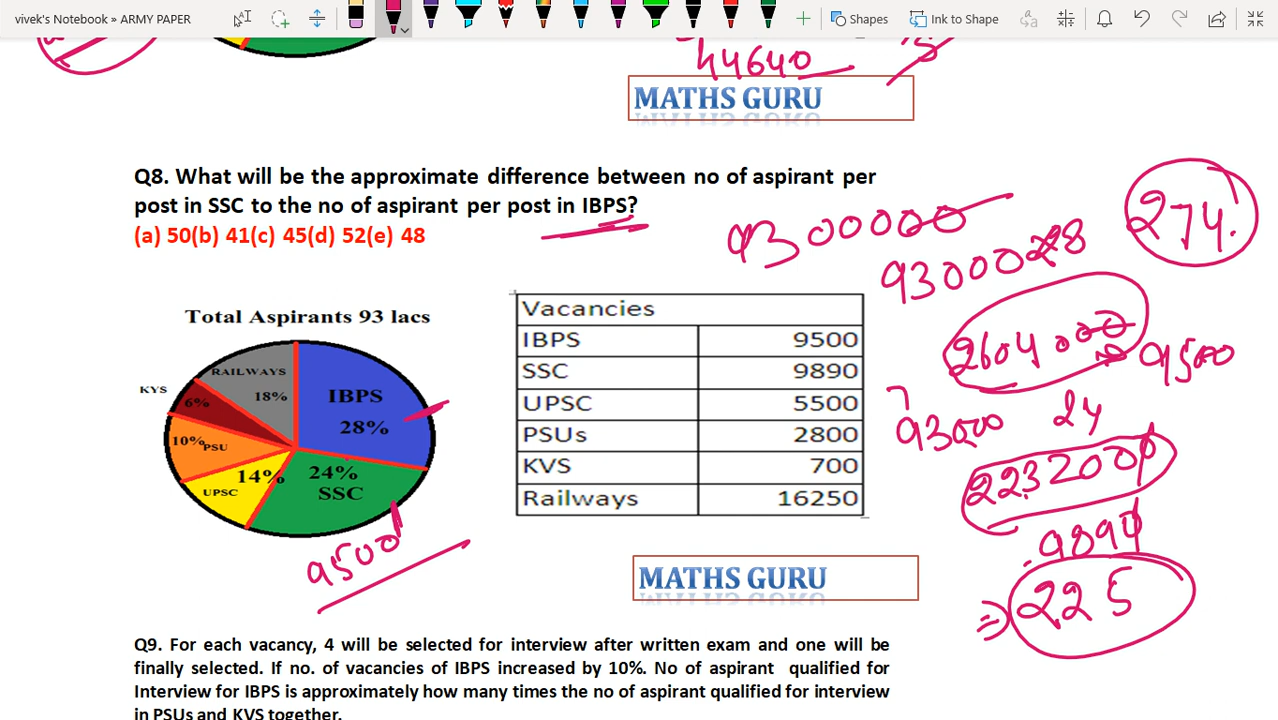 vivek's Notebook » ARMY PAPER
Shapes
Ink to Shape
44640
MATHS GURU
Q8. What will be the approximate difference between no of aspirant per
post in SSC to the no of aspirant per post in IBPS?
(a) 50(b) 41(c) 45(d) 52(e) 48
9300000
93000 28
274
2604000
9500
93000 24
2232000
9890
225
Total Aspirants 93 lacs
RAILWAYS
18%
KYS
6%
10% PSU
UPSC
14%
IBPS
28%
24%
SSC
9500
Vacancies
IBPS 9500
SSC 9890
UPSC 5500
PSUs 2800
KVS 700
Railways 16250
MATHS GURU
Q9. For each vacancy, 4 will be selected for interview after written exam and one will be
finally selected. If no. of vacancies of IBPS increased by 10%. No of aspirant qualified for
Interview for IBPS is approximately how many times the no of aspirant qualified for interview
in PSUs and KVS together.